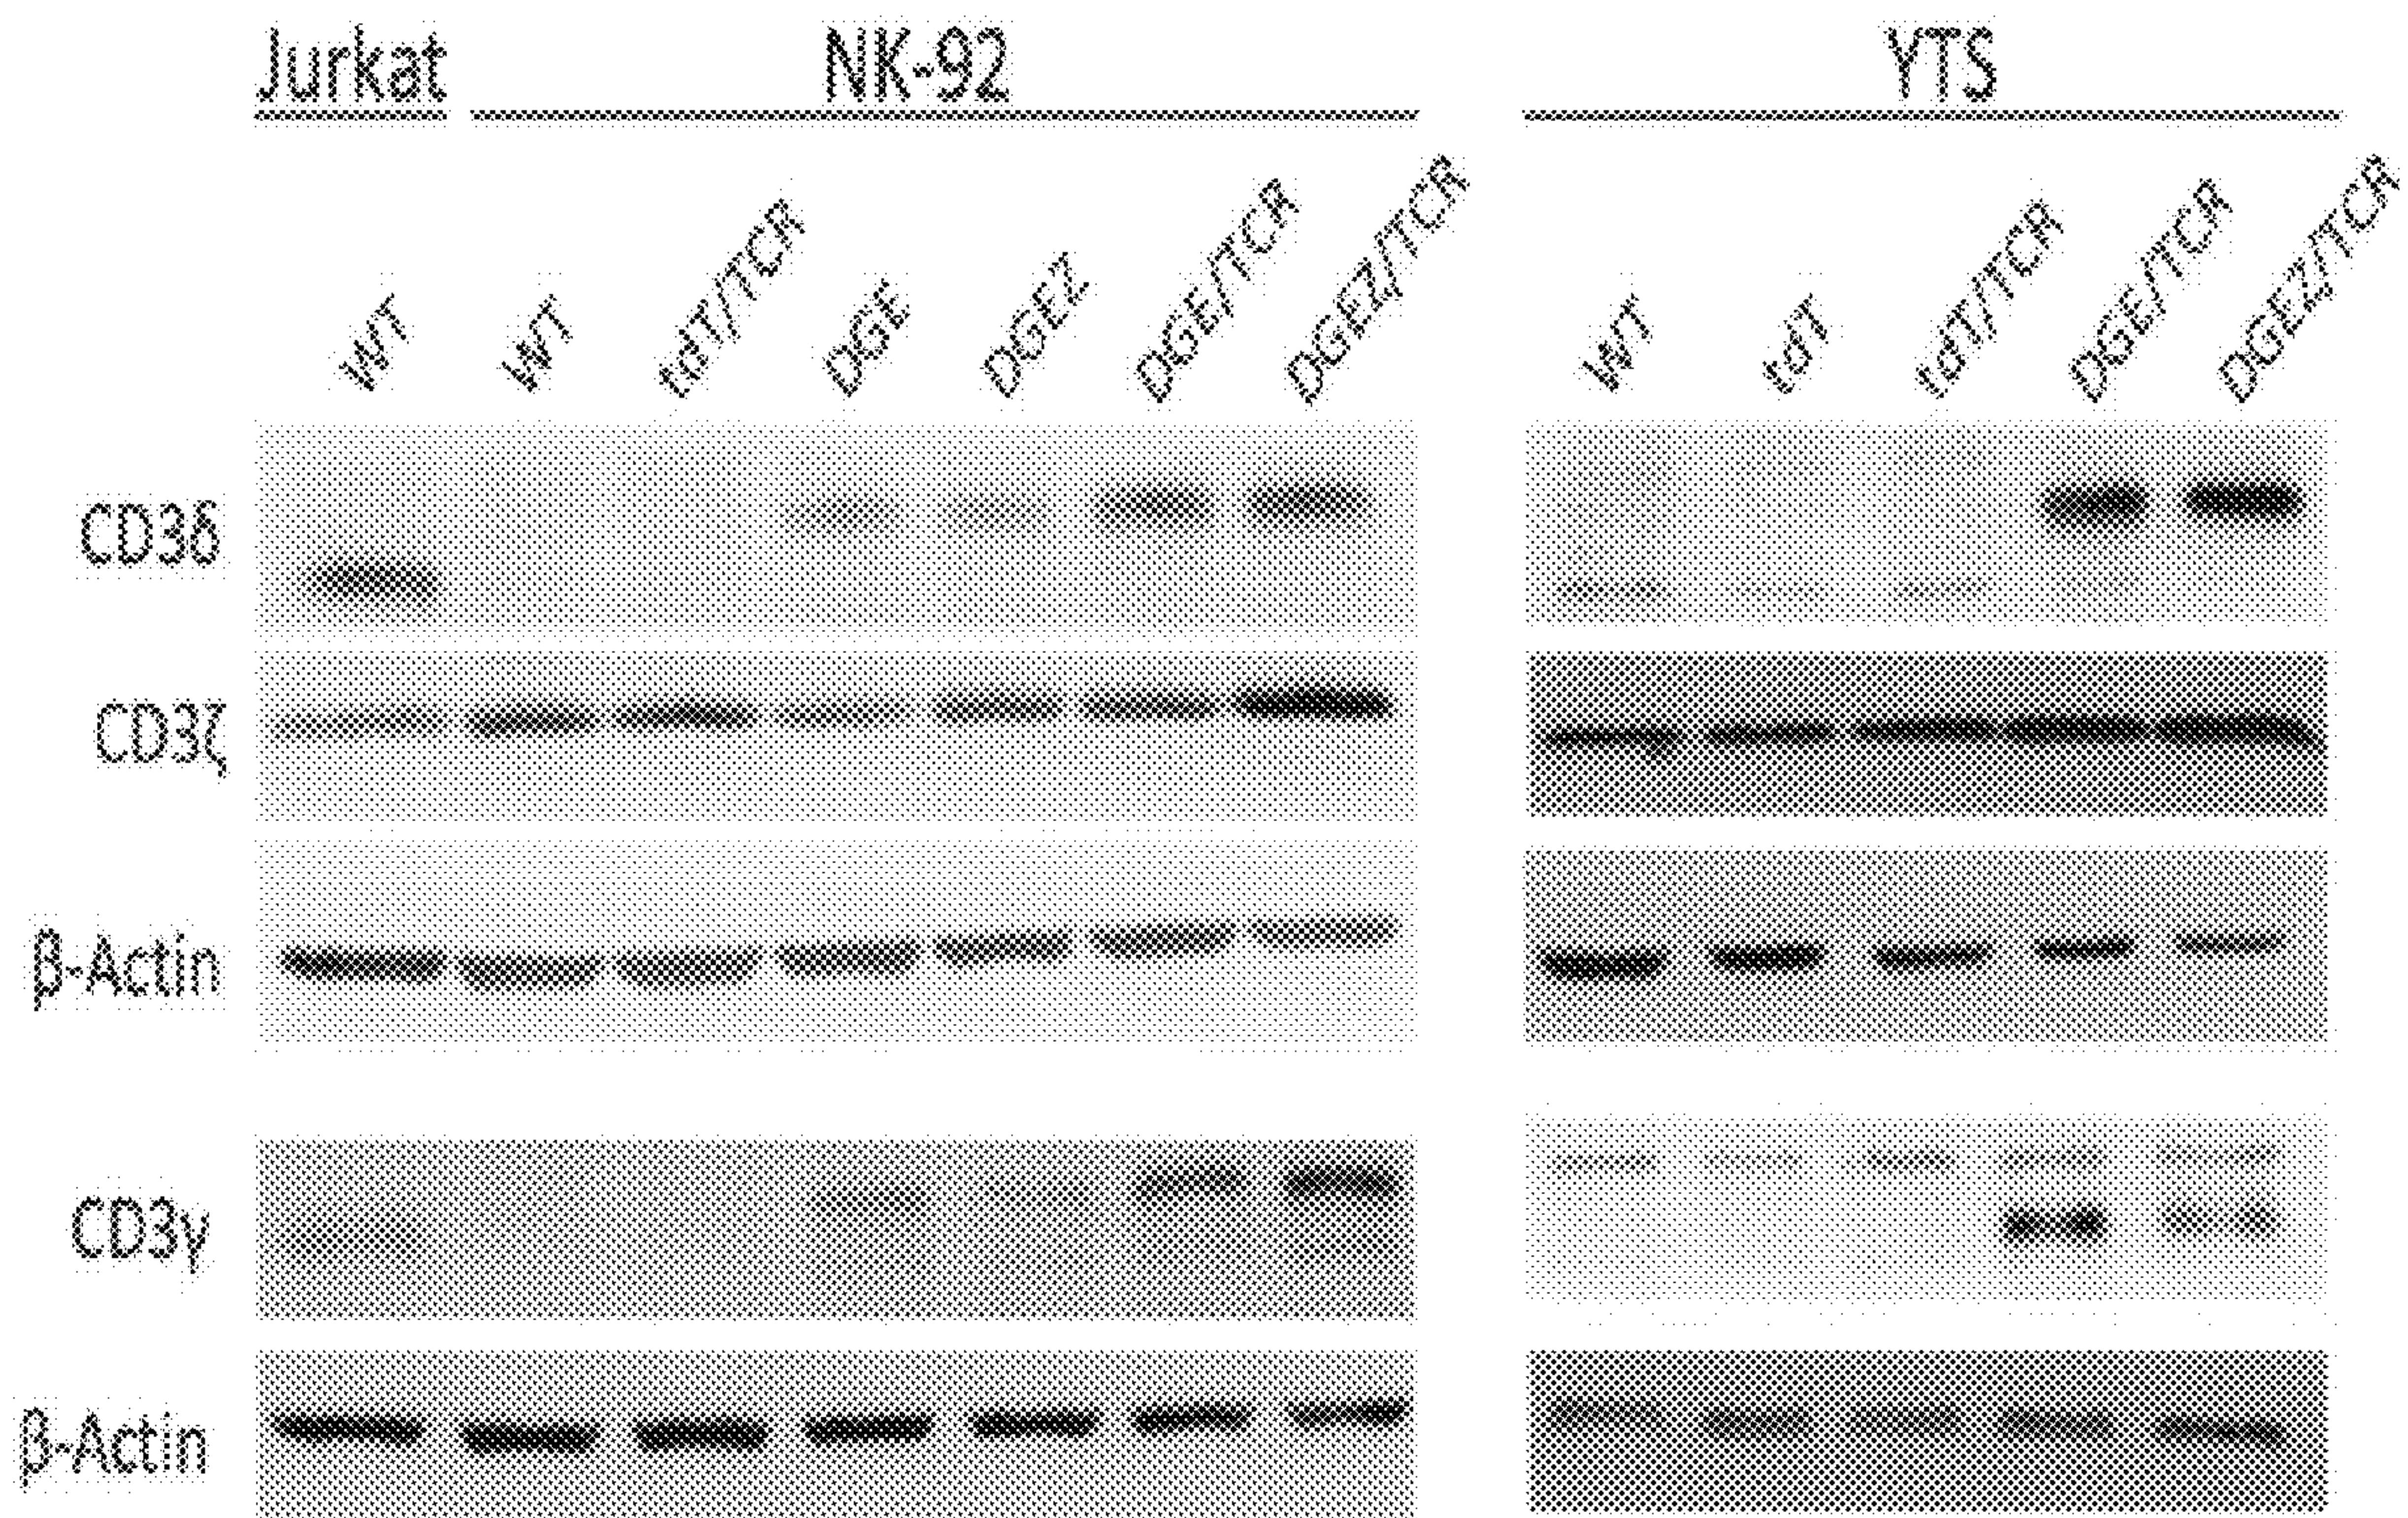 Jurkat NK-92 YTS
WT WT tdT/TCR DGE DGEZ DGE/TCR DGEZ/TCR WT tdT tdT/TCR DGE/TCR DGEZ/TCR
CD3δ
CD3ζ
β-Actin
CD3γ
β-Actin